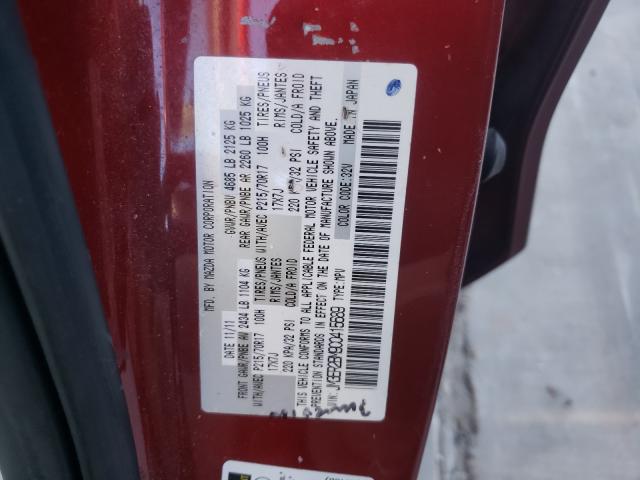 MFD. BY MAZDA MOTOR CORPORATION
11/11 GVWR/PNBV 4685 LB 2125 KG
FRONT GAWR/PNBE AV 2434 LB 1104 KG REAR GAWR/PNBE AR 2260 LB 1025 KG
WITH/AVEC P215/70R17 100H TIRES/PNEUS WITH/AVEC P215/70R17 100H TIRES/PNEUS
17X7J RIMS/JANTES 17X7J RIMS/JANTES
220 KPA/32 PSI COLD/A FROID 220 KPA/32 PSI COLD/A FROID
THIS VEHICLE CONFORMS TO ALL APPLICABLE FEDERAL MOTOR VEHICLE SAFETY AND THEFT
PREVENTION STANDARDS IN EFFECT ON THE DATE OF MANUFACTURE SHOWN ABOVE.
TYPE:MPV COLOR CODE:32V MADE IN JAPAN